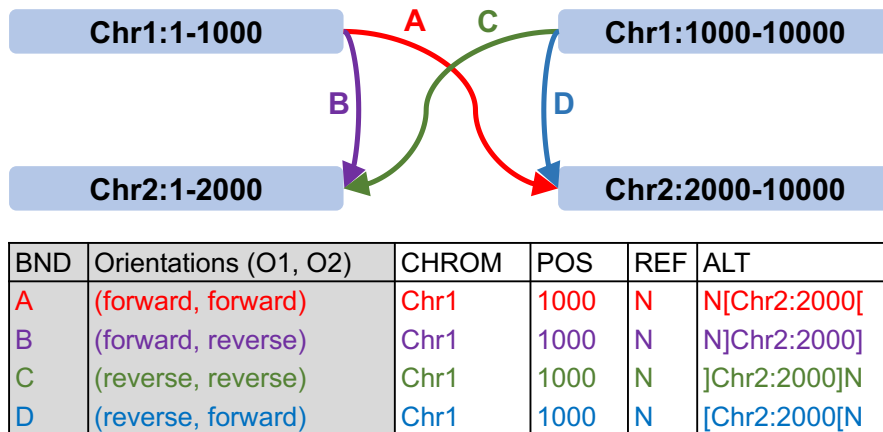 Chr1:1-1000 A C Chr1:1000-10000
B D
Chr2:1-2000 Chr2:2000-10000
BND Orientations (O1, O2) CHROM POS REF ALT
A (forward, forward) Chr1 1000 N N[Chr2:2000[
B (forward, reverse) Chr1 1000 N N]Chr2:2000]
C (reverse, reverse) Chr1 1000 N ]Chr2:2000]N
D (reverse, forward) Chr1 1000 N [Chr2:2000[N